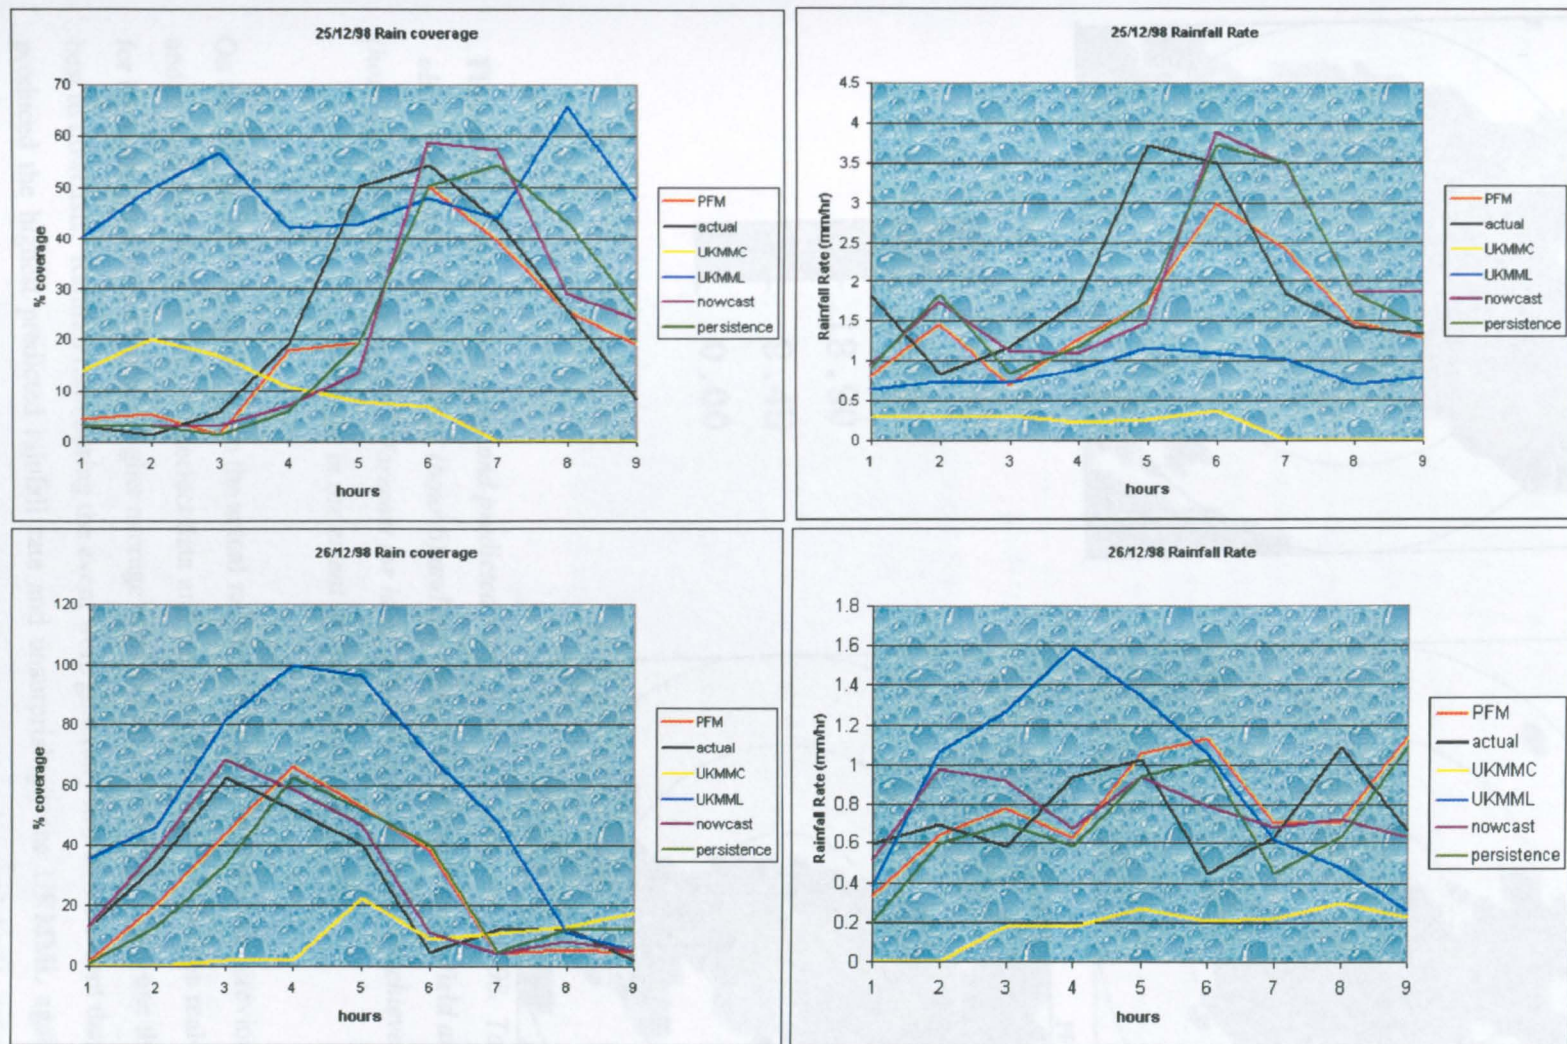 25/12/98 Rain coverage
70
60
50
40
30
20
10
0
% coverage
1 2 3 4 5 6 7 8 9
hours
PFM
actual
UKMMC
UKMML
nowcast
persistence
25/12/98 Rainfall Rate
4.5
4
3.5
3
2.5
2
1.5
1
0.5
0
Rainfall Rate (mm/hr)
1 2 3 4 5 6 7 8 9
hours
PFM
actual
UKMMC
UKMML
nowcast
persistence
26/12/98 Rain coverage
120
100
80
60
40
20
0
% coverage
1 2 3 4 5 6 7 8 9
hours
PFM
actual
UKMMC
UKMML
nowcast
persistence
26/12/98 Rainfall Rate
1.8
1.6
1.4
1.2
1
0.8
0.6
0.4
0.2
0
Rainfall Rate (mm/hr)
1 2 3 4 5 6 7 8 9
hours
PFM
actual
UKMMC
UKMML
nowcast
persistence